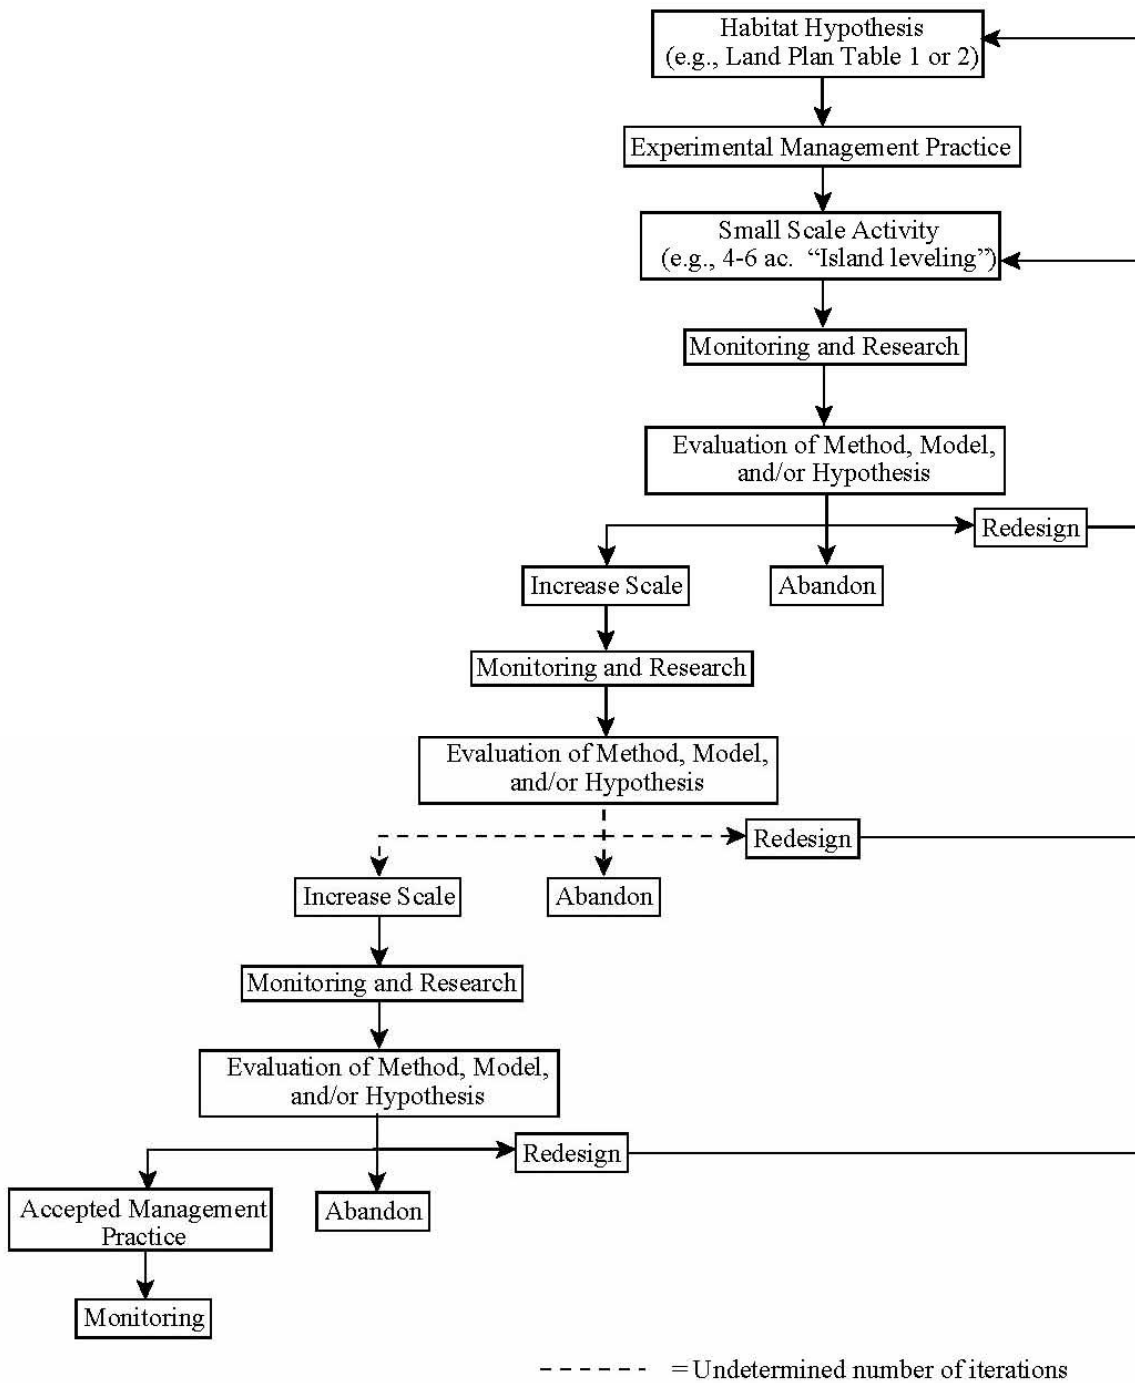 Habitat Hypothesis
(e.g., Land Plan Table 1 or 2)
Experimental Management Practice
Small Scale Activity
(e.g., 4-6 ac. “Island leveling”)
Monitoring and Research
Evaluation of Method, Model,
and/or Hypothesis
Redesign
Increase Scale
Abandon
Monitoring and Research
Evaluation of Method, Model,
and/or Hypothesis
Redesign
Increase Scale
Abandon
Monitoring and Research
Evaluation of Method, Model,
and/or Hypothesis
Redesign
Accepted Management
Practice
Abandon
Monitoring
= Undetermined number of iterations